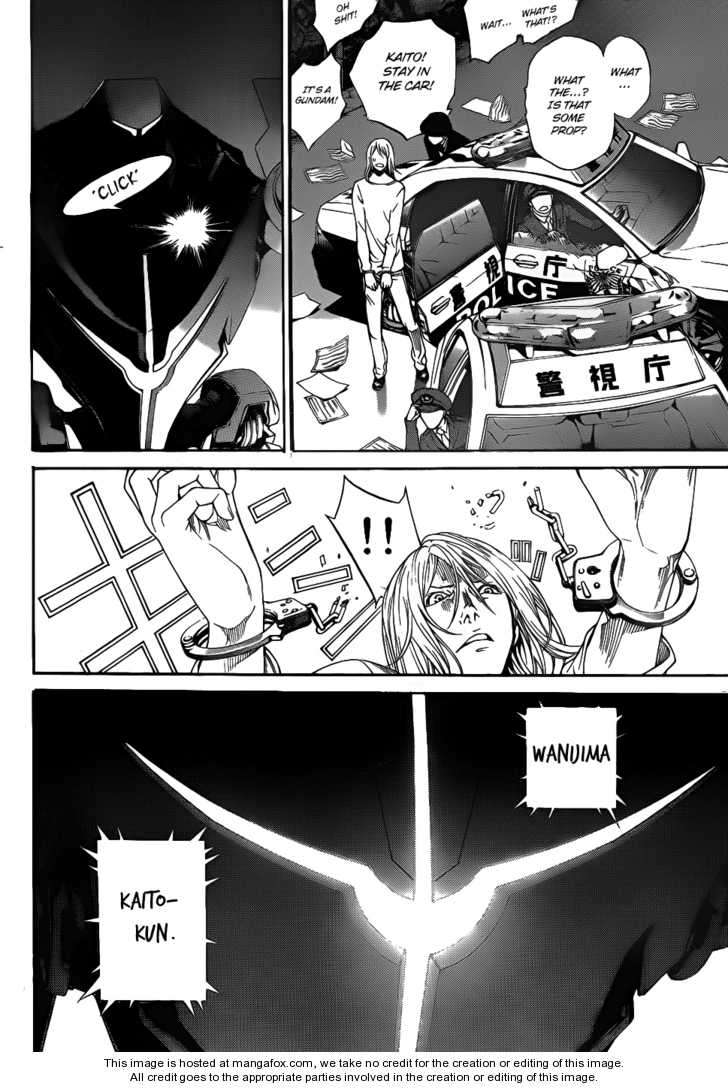 OH
SHIT!
WAIT...
WHAT'S
THAT!?
KAITO!
STAY IN
THE CAR!
IT'S A
GUNDAM!
WHAT
...
WHAT
THE...?
IS THAT
SOME
PROP?
警視庁
POLICE
警視庁
"CLICK"
!!
WANIJIMA
KAITO-
KUN.
This image is hosted at mangafox.com, we take no credit for the creation or editing of this image.
All credit goes to the appropriate parties involved in the creation/editing of this image.